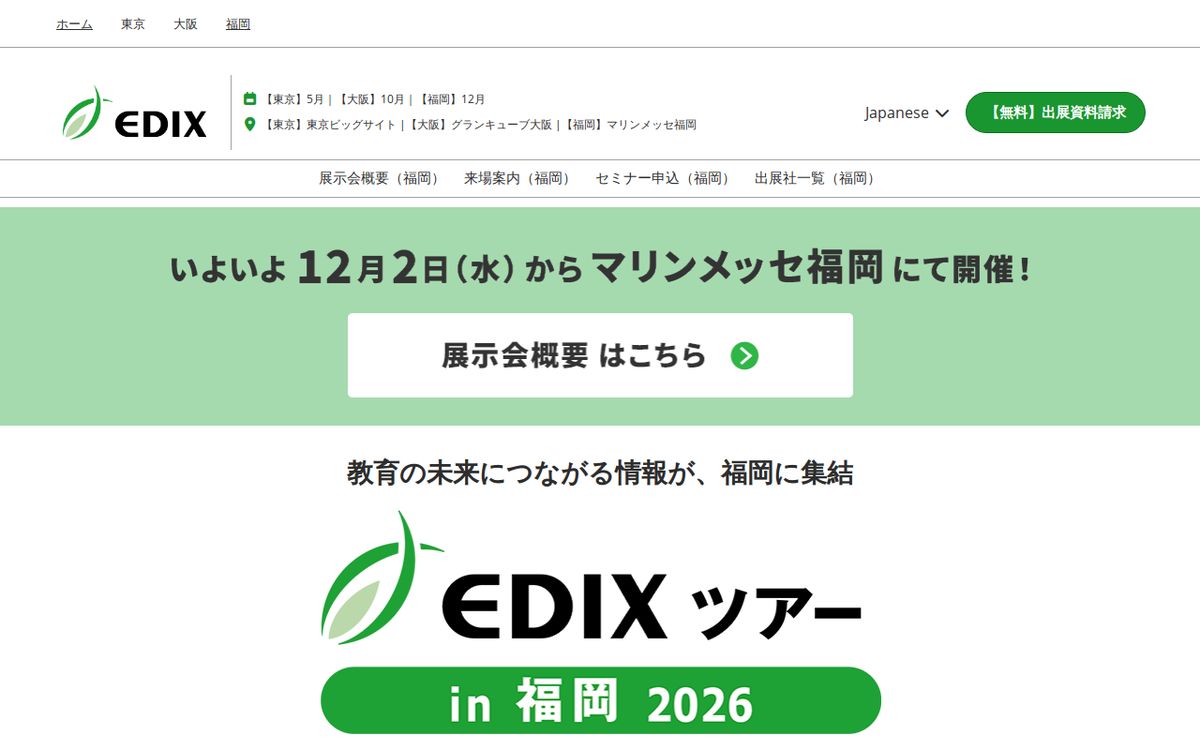 ホーム 東京 大阪 福岡
EDIX
【東京】5月 | 【大阪】10月 | 【福岡】12月
【東京】東京ビッグサイト | 【大阪】グランキューブ大阪 | 【福岡】マリンメッセ福岡
Japanese
【無料】出展資料請求
展示会概要（福岡） 来場案内（福岡） セミナー申込（福岡） 出展社一覧（福岡）
いよいよ 12月2日（水）から マリンメッセ福岡 にて開催！
展示会概要 はこちら
教育の未来につながる情報が、福岡に集結
EDIX ツアー
in 福岡 2026